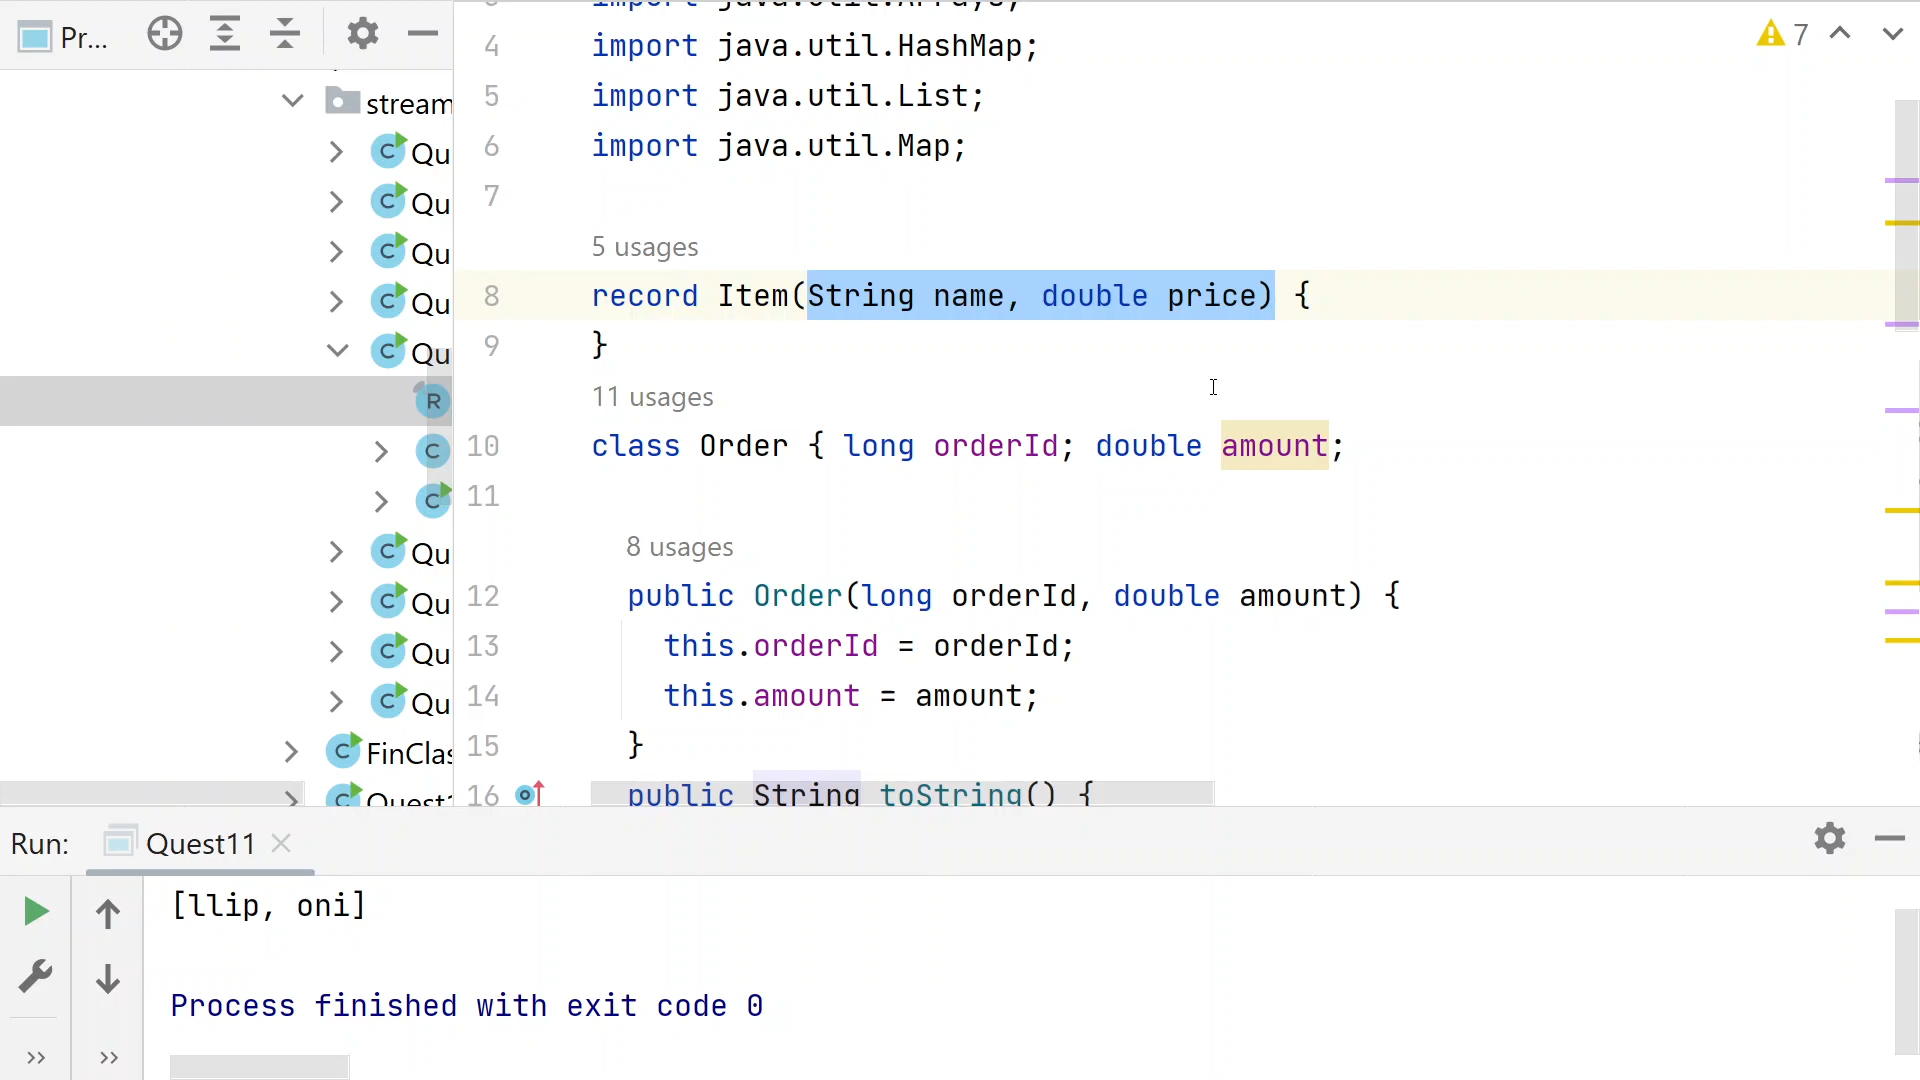 Pr...
stream
Qu
Qu
Qu
Qu
Qu
R
C
C
Qu
Qu
Qu
Qu
FinClas
Quest
4 import java.util.HashMap;
5 import java.util.List;
6 import java.util.Map;
7
5 usages
8 record Item(String name, double price) {
9 }
11 usages
10 class Order { long orderId; double amount;
11
8 usages
12 public Order(long orderId, double amount) {
13 this.orderId = orderId;
14 this.amount = amount;
15 }
16 public String toString() {
7
Run: Quest11
[llip, oni]
Process finished with exit code 0